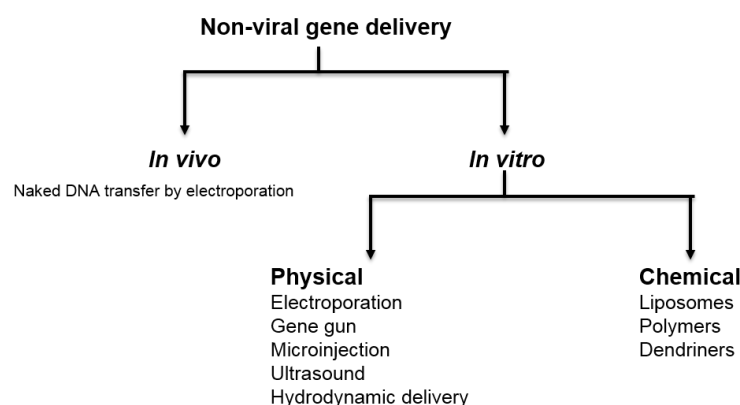 Non-viral gene delivery
In vivo
In vitro
Naked DNA transfer by electroporation
Physical
Electroporation
Gene gun
Microinjection
Ultrasound
Hydrodynamic delivery
Chemical
Liposomes
Polymers
Dendriners